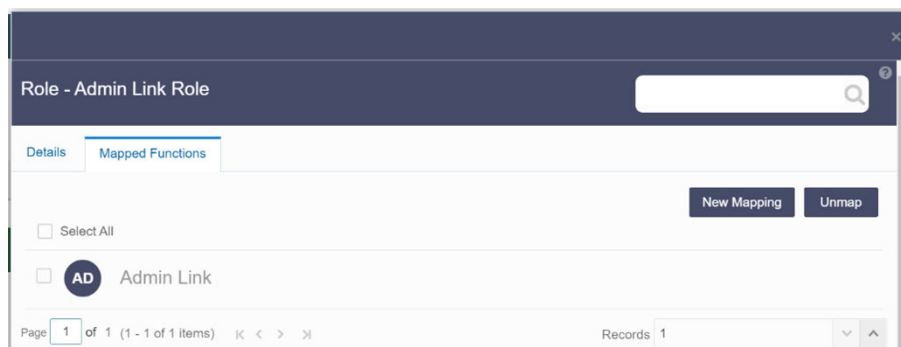 Role - Admin Link Role
Details Mapped Functions
New Mapping Unmap
Select All
AD Admin Link
Page 1 of 1 (1 - 1 of 1 items) Records 1